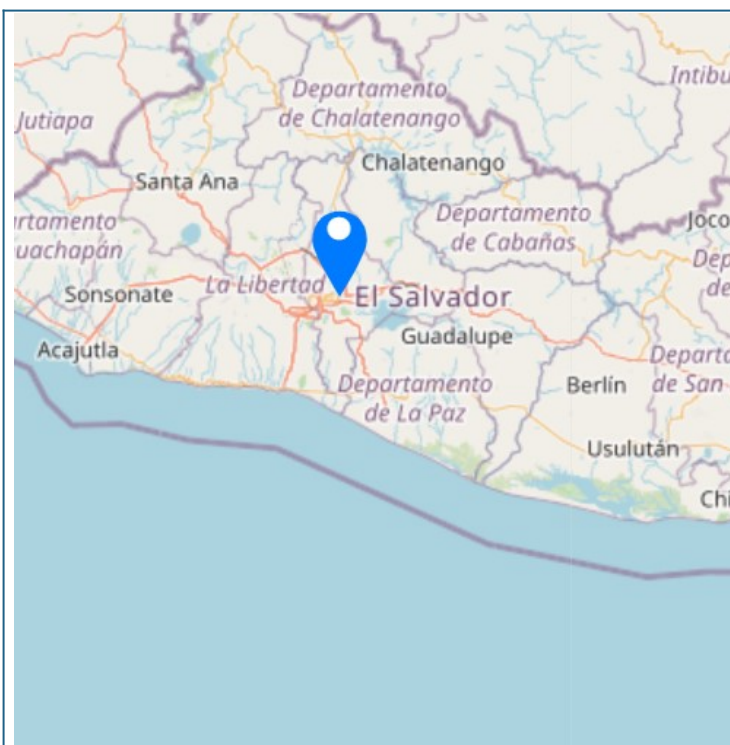 Departamento
de Chalatenango
Intibu
Jutiapa
Chalatenango
Santa Ana
Departamento
de Cabañas
Joco
artamento
uachapán
Dep
de
La Libertad
El Salvador
Sonsonate
Guadalupe
Acajutla
Departamento
de La Paz
Berlín
Departa
de San
Usulután
Chi